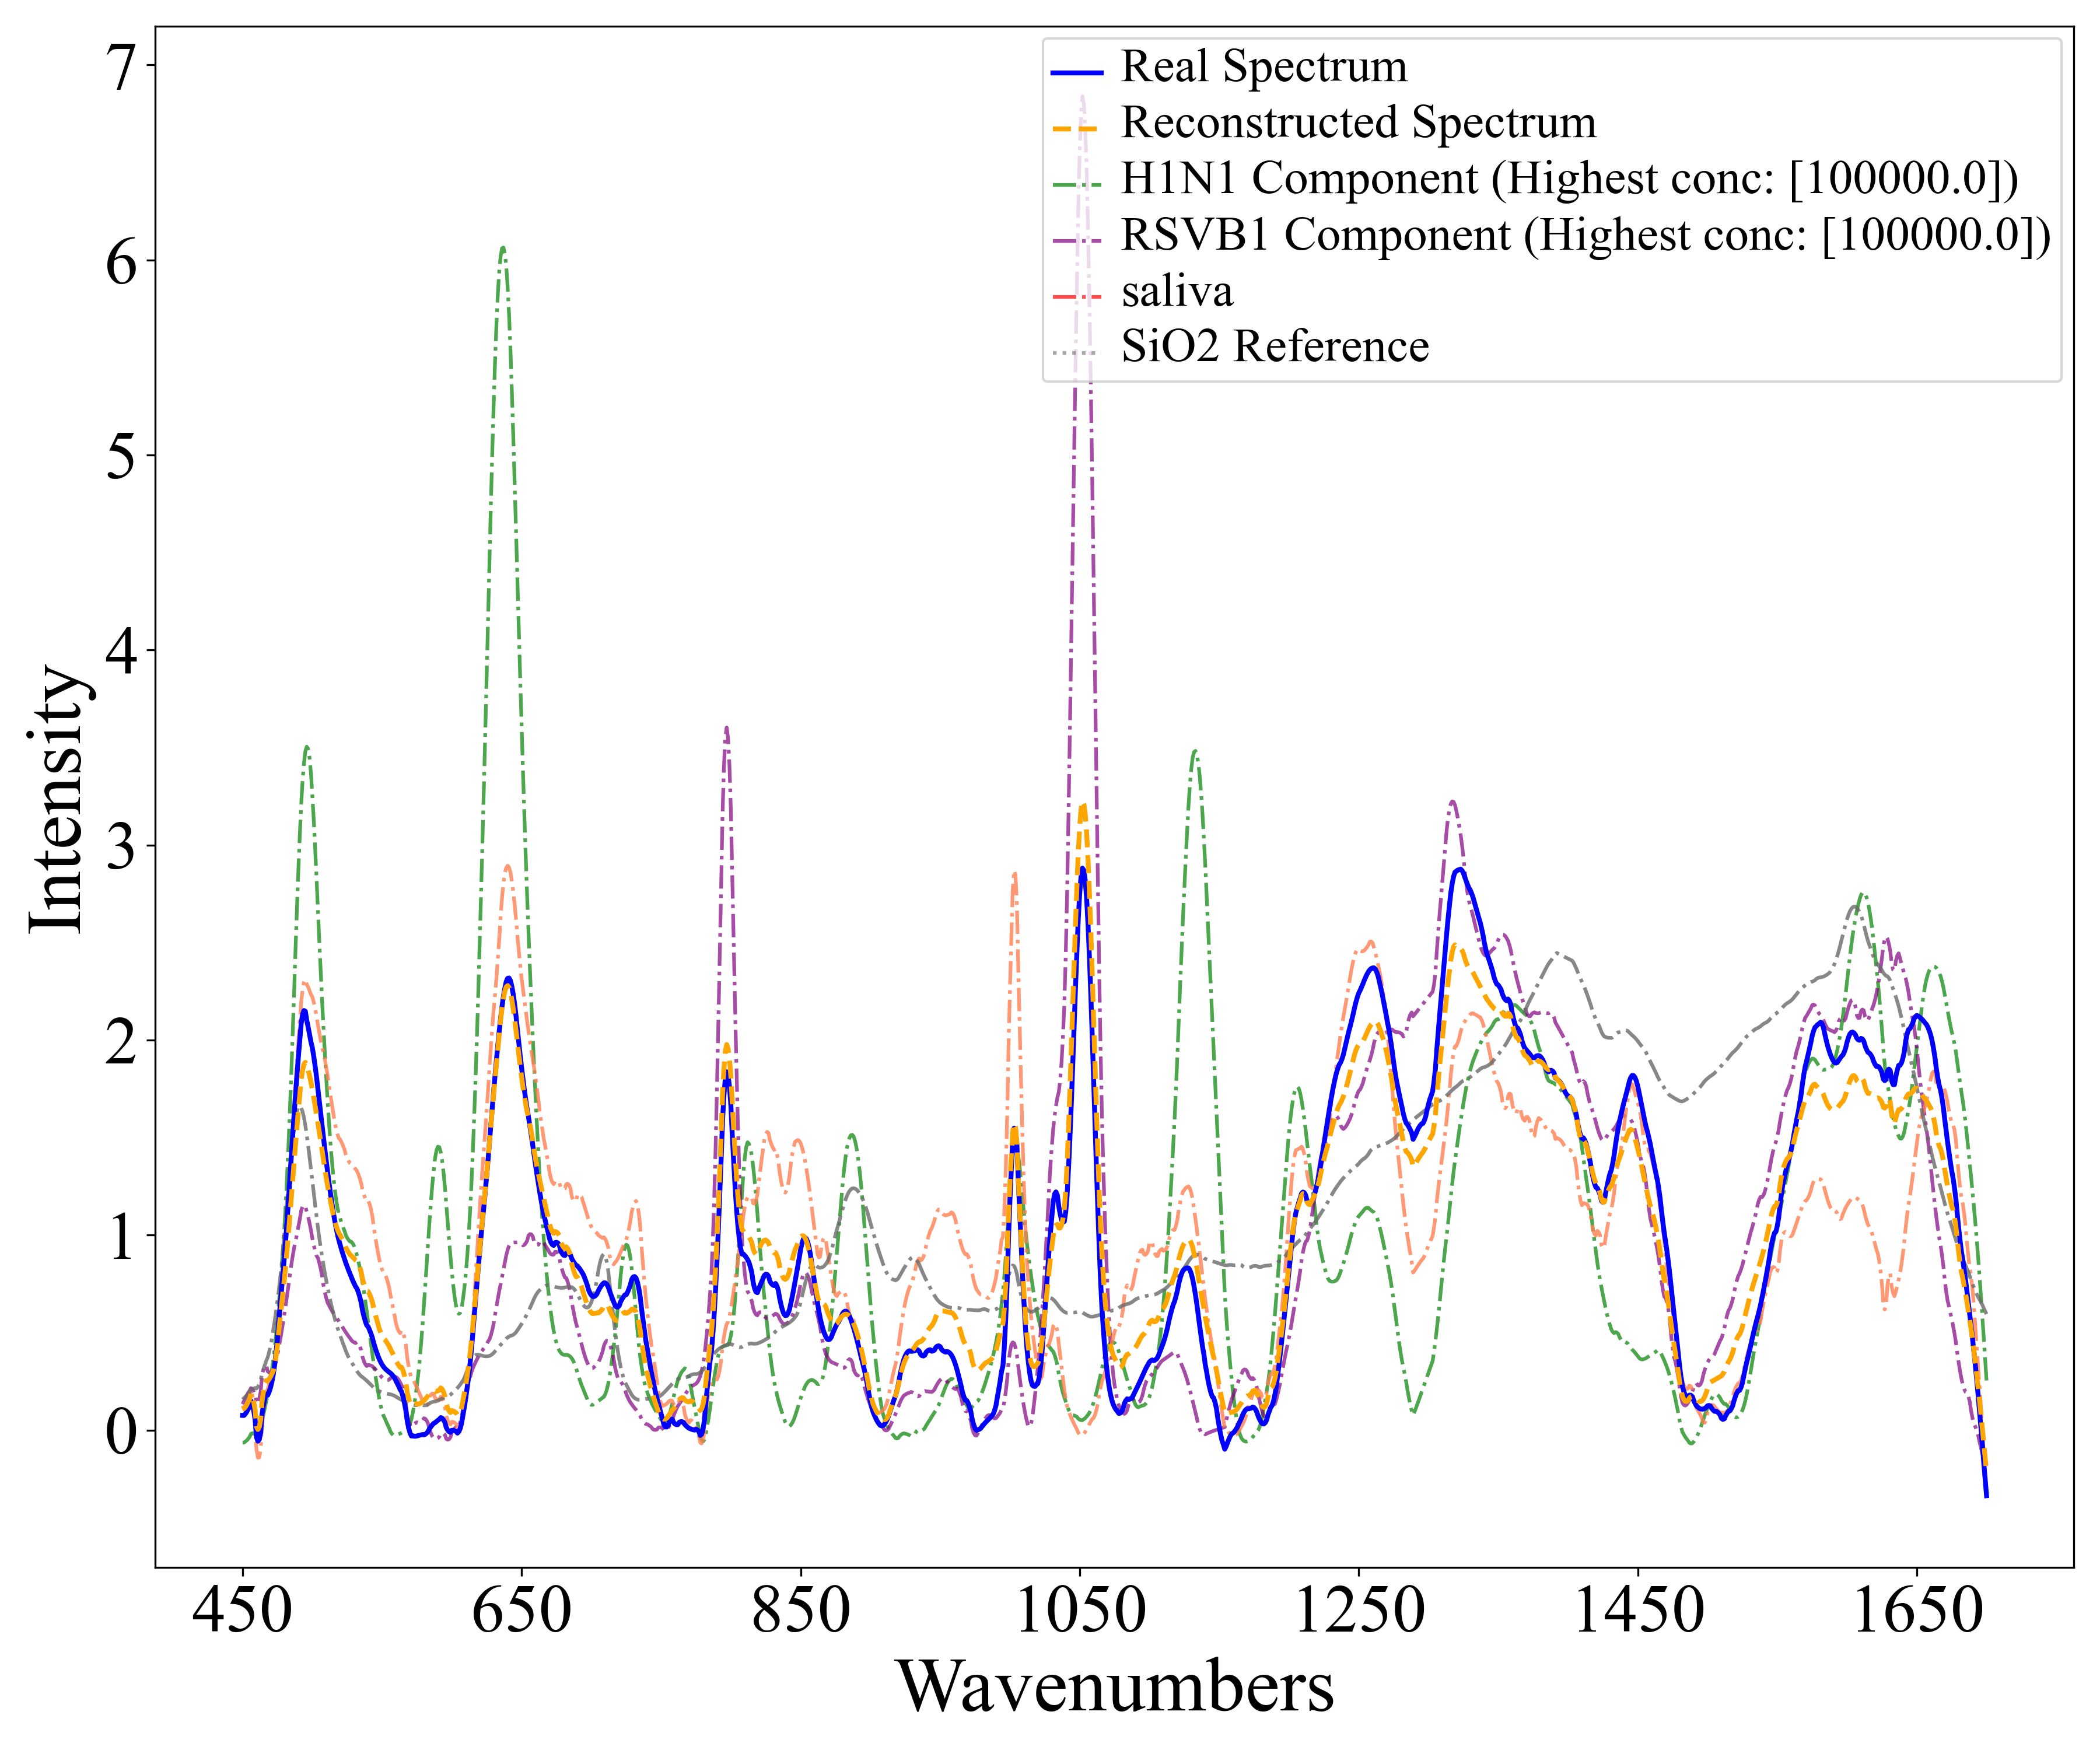 Real Spectrum
Reconstructed Spectrum
H1N1 Component (Highest conc: [100000.0])
RSVB1 Component (Highest conc: [100000.0])
saliva
SiO2 Reference
7
6
5
4
3
2
1
0
Intensity
450 650 850 1050 1250 1450 1650
Wavenumbers